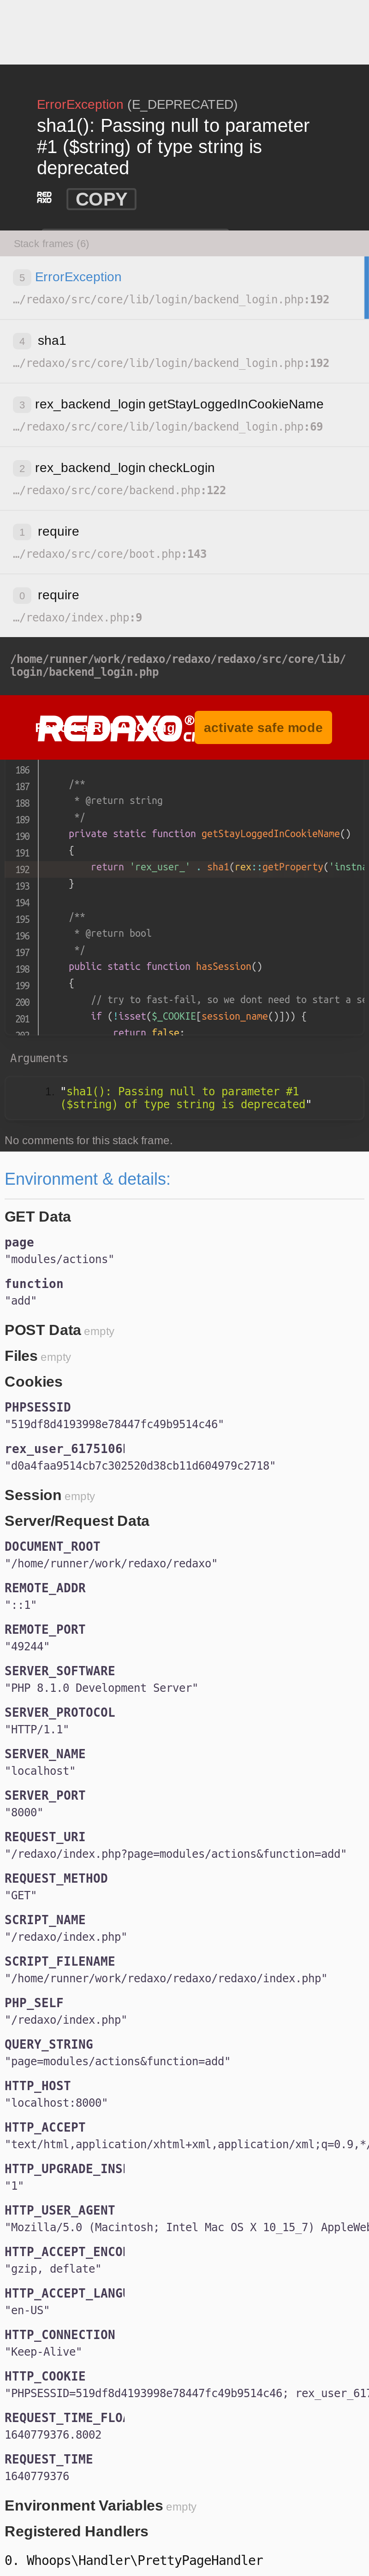 ErrorException (E_DEPRECATED)
sha1(): Passing null to parameter
#1 ($string) of type string is
deprecated
REDAXO
COPY
Stack frames (6)
5 ErrorException
…/redaxo/src/core/lib/login/backend_login.php:192
4 sha1
…/redaxo/src/core/lib/login/backend_login.php:192
3 rex_backend_login getStayLoggedInCookieName
…/redaxo/src/core/lib/login/backend_login.php:69
2 rex_backend_login checkLogin
…/redaxo/src/core/backend.php:122
1 require
…/redaxo/src/core/boot.php:143
0 require
…/redaxo/index.php:9
/home/runner/work/redaxo/redaxo/redaxo/src/core/lib/
login/backend_login.php
REDAXO®
activate safe mode
186
187 /**
188 * @return string
189 */
190 private static function getStayLoggedInCookieName()
191 {
192 return 'rex_user_' . sha1(rex::getProperty('instna
193 }
194
195 /**
196 * @return bool
197 */
198 public static function hasSession()
199 {
200 // try to fast-fail, so we dont need to start a se
201 if (!isset($_COOKIE[session_name()])) {
202 return false;
Arguments
1. "sha1(): Passing null to parameter #1
($string) of type string is deprecated"
No comments for this stack frame.
Environment & details:
GET Data
page
"modules/actions"
function
"add"
POST Data empty
Files empty
Cookies
PHPSESSID
"519df8d4193998e78447fc49b9514c46"
rex_user_6175106
"d0a4faa9514cb7c302520d38cb11d604979c2718"
Session empty
Server/Request Data
DOCUMENT_ROOT
"/home/runner/work/redaxo/redaxo"
REMOTE_ADDR
"::1"
REMOTE_PORT
"49244"
SERVER_SOFTWARE
"PHP 8.1.0 Development Server"
SERVER_PROTOCOL
"HTTP/1.1"
SERVER_NAME
"localhost"
SERVER_PORT
"8000"
REQUEST_URI
"/redaxo/index.php?page=modules/actions&function=add"
REQUEST_METHOD
"GET"
SCRIPT_NAME
"/redaxo/index.php"
SCRIPT_FILENAME
"/home/runner/work/redaxo/redaxo/redaxo/index.php"
PHP_SELF
"/redaxo/index.php"
QUERY_STRING
"page=modules/actions&function=add"
HTTP_HOST
"localhost:8000"
HTTP_ACCEPT
"text/html,application/xhtml+xml,application/xml;q=0.9,*/
HTTP_UPGRADE_INSE
"1"
HTTP_USER_AGENT
"Mozilla/5.0 (Macintosh; Intel Mac OS X 10_15_7) AppleWeb
HTTP_ACCEPT_ENCOD
"gzip, deflate"
HTTP_ACCEPT_LANGU
"en-US"
HTTP_CONNECTION
"Keep-Alive"
HTTP_COOKIE
"PHPSESSID=519df8d4193998e78447fc49b9514c46; rex_user_617
REQUEST_TIME_FLOA
1640779376.8002
REQUEST_TIME
1640779376
Environment Variables empty
Registered Handlers
0. Whoops\Handler\PrettyPageHandler